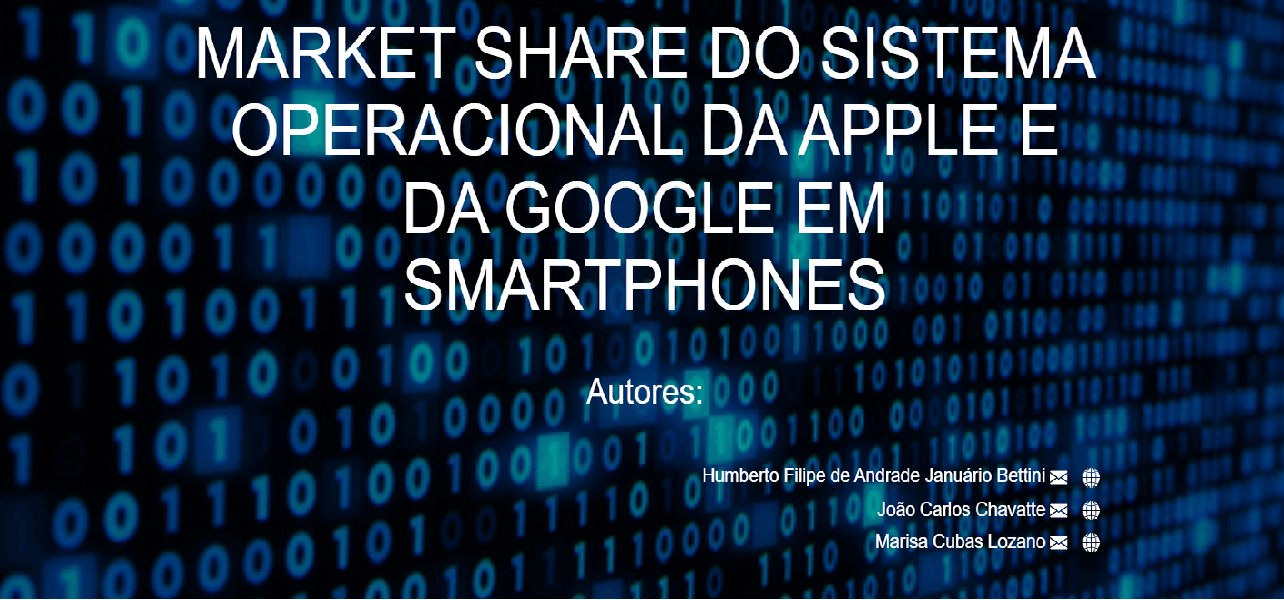 MARKET SHARE DO SISTEMA
OPERACIONAL DA APPLE E
DA GOOGLE EM
SMARTPHONES
Autores:
Humberto Filipe de Andrade Januário Bettini
João Carlos Chavatte
Marisa Cubas Lozano